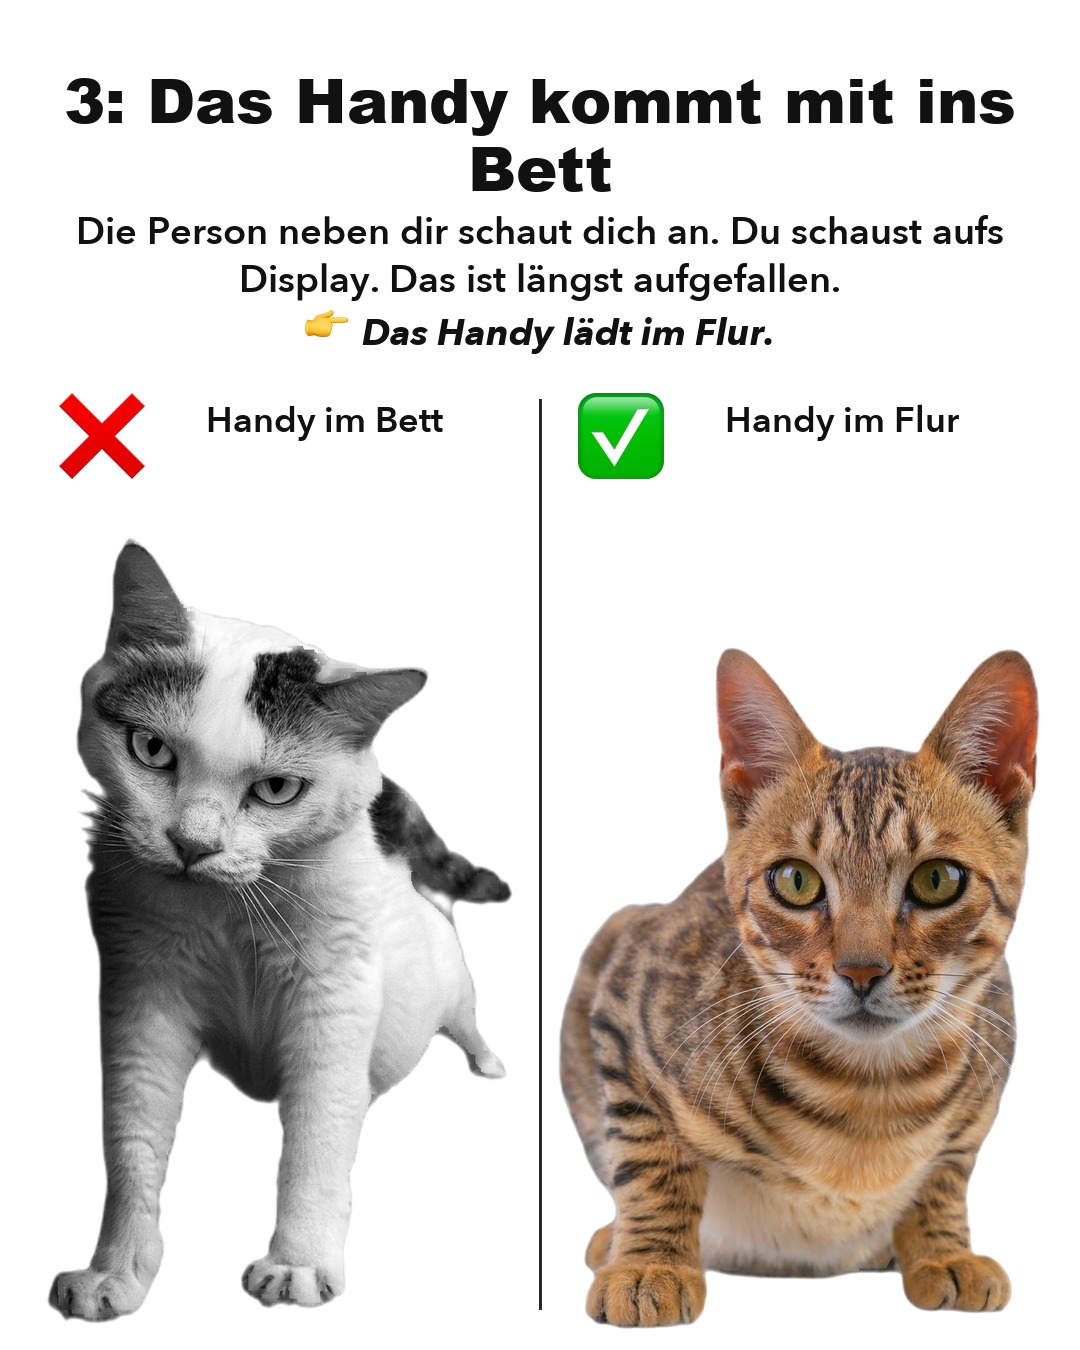 3: Das Handy kommt mit ins
Bett
Die Person neben dir schaut dich an. Du schaust aufs
Display. Das ist längst aufgefallen.
👉 Das Handy lädt im Flur.
❌ Handy im Bett
✅ Handy im Flur